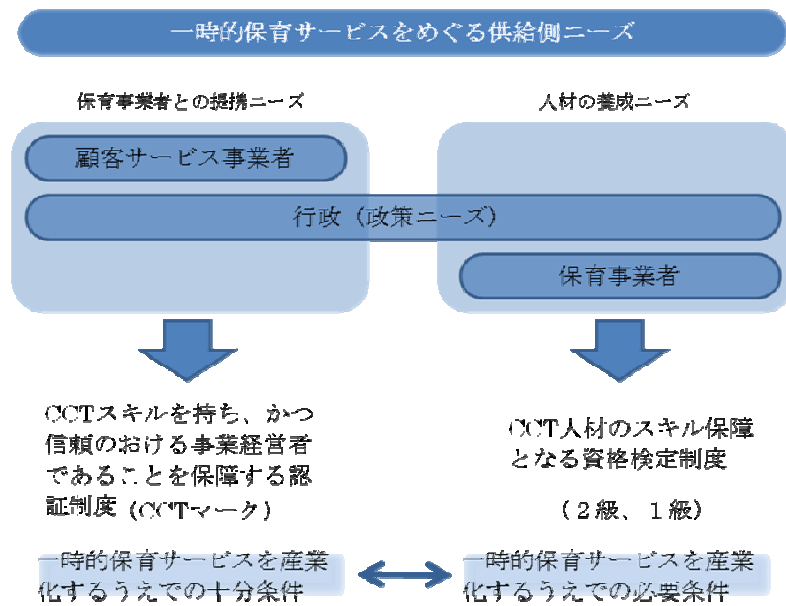 一時的保育サービスをめぐる供給側ニーズ
保育事業者との提携ニーズ
人材の養成ニーズ
顧客サービス事業者
行政（政策ニーズ）
保育事業者
CCTスキルを持ち、かつ
信頼のおける事業経営者
であることを保障する認
証制度 (CCTマーク)
CCT人材のスキル保障
となる資格検定制度
（２級、１級）
一時的保育サービスを産業
化するうえでの十分条件
一時的保育サービスを産業
化するうえでの必要条件